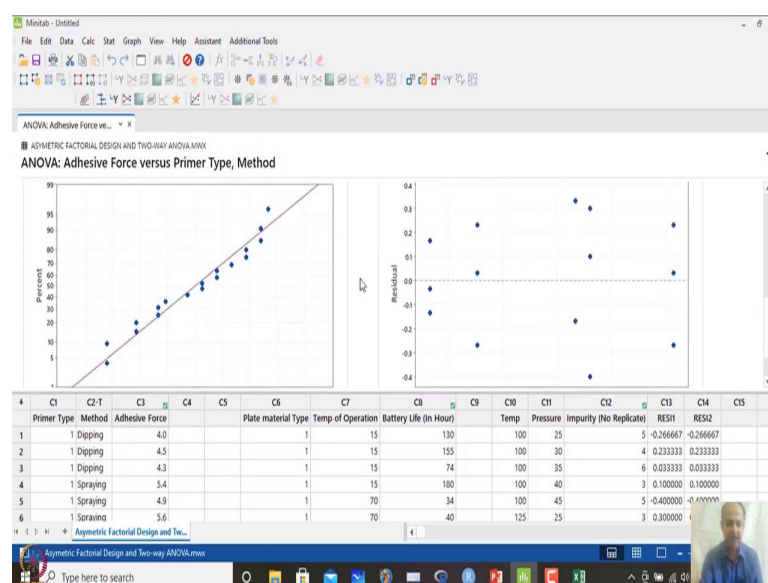 Minitab - Untitled
File Edit Data Calc Stat Graph View Help Assistant Additional Tools
ANOVA: Adhesive Force ve...
ASYMETRIC FACTORIAL DESIGN AND TWO-WAY ANOVA.MWX
ANOVA: Adhesive Force versus Primer Type, Method
99
95
90
80
70
60
50
40
30
20
10
5
1
Percent
0.4
0.3
0.2
0.1
0.0
-0.1
-0.2
-0.3
-0.4
Residual
C1 C2-T C3 C4 C5 C6 C7 C8 C9 C10 C11 C12 C13 C14 C15
Primer Type Method Adhesive Force Plate material Type Temp of Operation Battery Life (In Hour) Temp Pressure Impurity (No Replicate) RESI1 RESI2
1 1 Dipping 4.0 1 15 130 100 25 5 -0.266667 -0.266667
2 1 Dipping 4.5 1 15 155 100 30 4 0.233333 0.233333
3 1 Dipping 4.3 1 15 74 100 35 6 0.033333 0.033333
4 1 Spraying 5.4 1 15 180 100 40 3 0.100000 0.100000
5 1 Spraying 4.9 1 70 34 100 45 5 -0.400000 -0.400000
6 1 Spraying 5.6 1 70 40 125 25 3 0.300000
Asymetric Factorial Design and Tw...
Asymetric Factorial Design and Two-way ANOVA.mwx
Type here to search